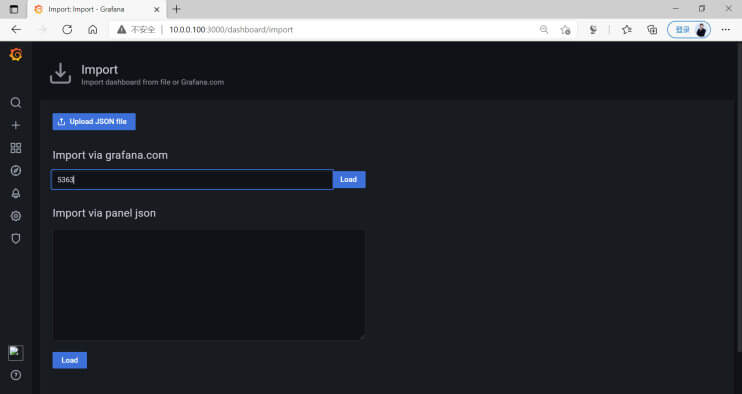 Import: Import - Grafana
不安全
10.0.0.100:3000/dashboard/import
登录
Import
Import dashboard from file or Grafana.com
Upload JSON file
Import via grafana.com
5363
Load
Import via panel json
Load